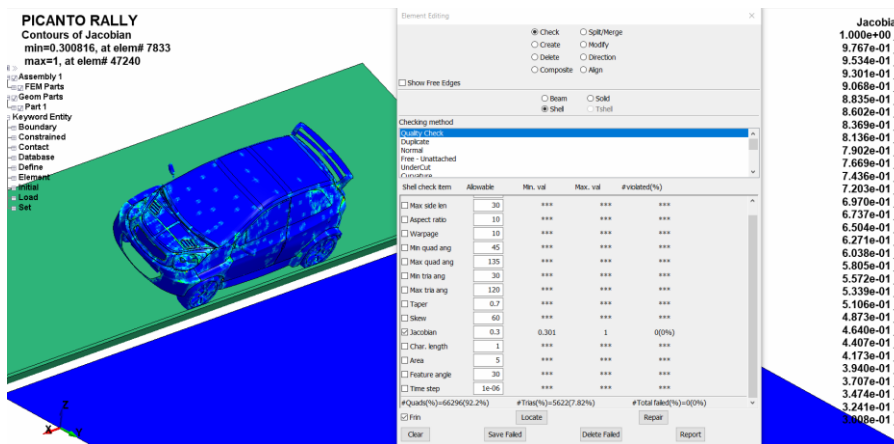 PICANTO RALLY
Contours of Jacobian
min=0.300816, at elem# 7833
max=1, at elem# 47240
Assembly 1
FEM Parts
Geom Parts
Part 1
Keyword Entity
Boundary
Constrained
Contact
Database
Define
Element
Initial
Load
Set
Z
X
Y
Element Editing
Check Split/Merge
Create Modify
Delete Direction
Composite Align
Show Free Edges
Beam Solid
Shell Tshell
Checking method
Quality Check
Duplicate
Normal
Free - Unattached
UnderCut
Curvature
Shell check item Allowable Min. val Max. val #violated(%)
Max side len 30 *** *** ***
Aspect ratio 10 *** *** ***
Warpage 10 *** *** ***
Min quad ang 45 *** *** ***
Max quad ang 135 *** *** ***
Min tria ang 30 *** *** ***
Max tria ang 120 *** *** ***
Taper 0.7 *** *** ***
Skew 60 *** *** ***
Jacobian 0.3 0.301 1 0(0%)
Char. length 1 *** *** ***
Area 5 *** *** ***
Feature angle 30 *** *** ***
Time step 1e-06 *** *** ***
#Quads(%)=66296(92.2%) #Trias(%)=5622(7.82%) #Total failed(%)=0(0%)
Frin Locate Repair
Clear Save Failed Delete Failed Report
Jacobia
1.000e+00
9.767e-01
9.534e-01
9.301e-01
9.068e-01
8.835e-01
8.602e-01
8.369e-01
8.136e-01
7.902e-01
7.669e-01
7.436e-01
7.203e-01
6.970e-01
6.737e-01
6.504e-01
6.271e-01
6.038e-01
5.805e-01
5.572e-01
5.339e-01
5.106e-01
4.873e-01
4.640e-01
4.407e-01
4.173e-01
3.940e-01
3.707e-01
3.474e-01
3.241e-01
3.008e-01